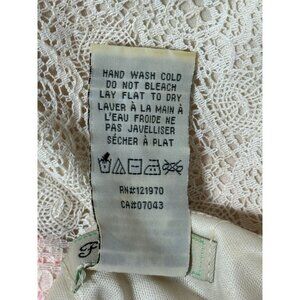 HAND WASH COLD
DO NOT BLEACH
LAY FLAT TO DRY
LAVER À LA MAIN À
L'EAU FROIDE NE
PAS JAVELLISER
SÉCHER À PLAT
RN#121970
CA#07043